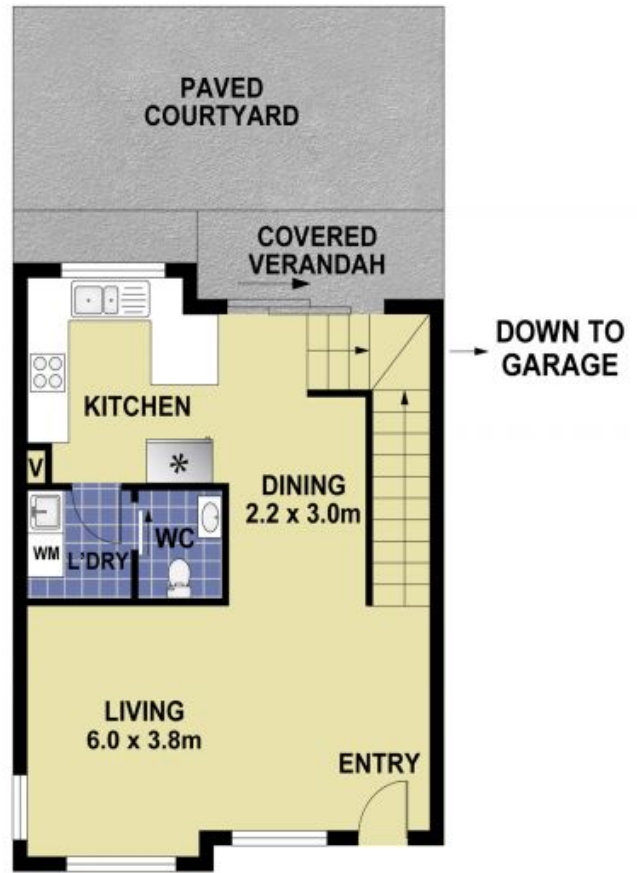 PAVED
COURTYARD
COVERED
VERANDAH
DOWN TO
GARAGE
KITCHEN
V
*
DINING
2.2 x 3.0m
WC
WM
L'DRY
LIVING
6.0 x 3.8m
ENTRY